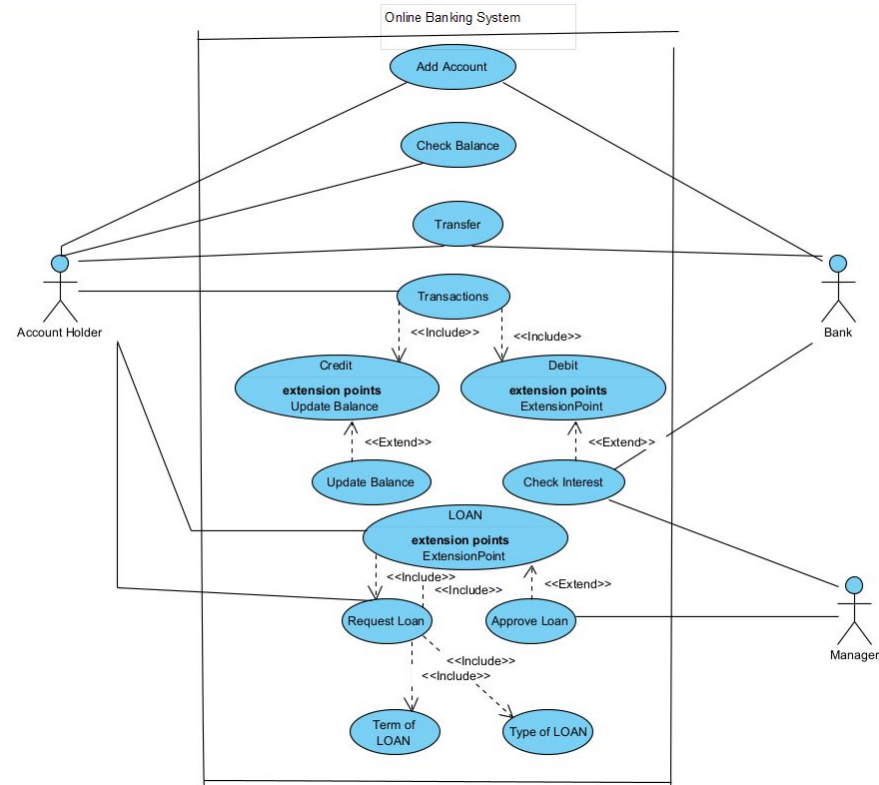 Online Banking System
Add Account
Check Balance
Transfer
Account Holder
Bank
Transactions
<<Include>>
<<Include>>
Credit
extension points
Update Balance
Debit
extension points
ExtensionPoint
<<Extend>>
<<Extend>>
Update Balance
Check Interest
LOAN
extension points
ExtensionPoint
<<Include>>
<<Include>>
<<Extend>>
Request Loan
Approve Loan
Manager
<<Include>>
<<Include>>
Term of
LOAN
Type of LOAN